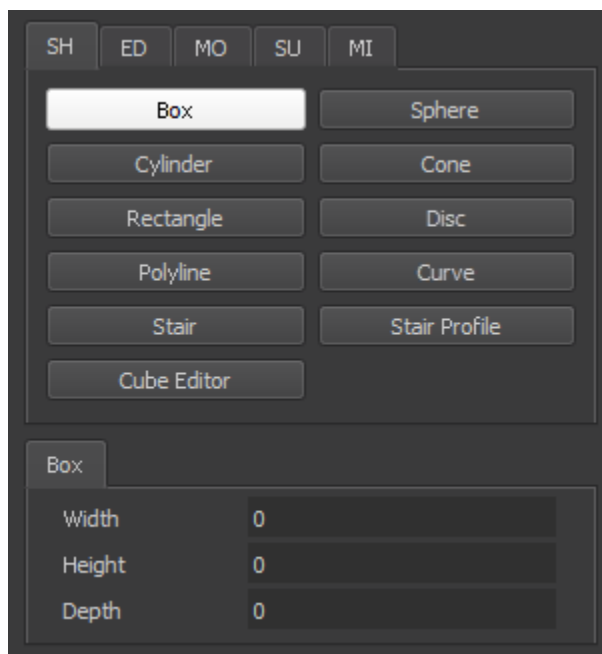 SH ED MO SU MI
Box Sphere
Cylinder Cone
Rectangle Disc
Polyline Curve
Stair Stair Profile
Cube Editor
Box
Width 0
Height 0
Depth 0